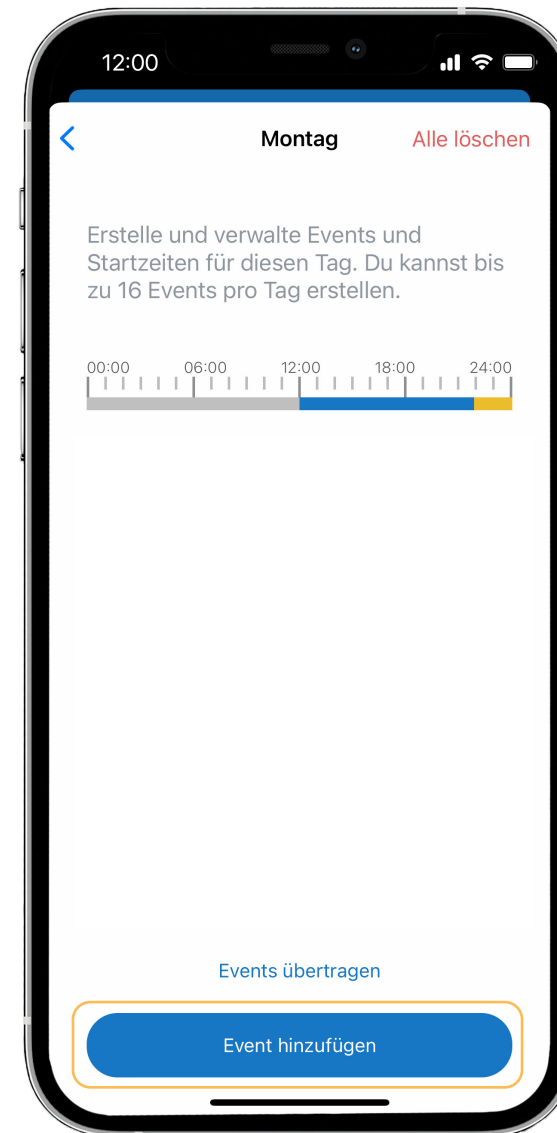 12:00
Montag
Alle löschen
Erstelle und verwalte Events und
Startzeiten für diesen Tag. Du kannst bis
zu 16 Events pro Tag erstellen.
00:00 06:00 12:00 18:00 24:00
Events übertragen
Event hinzufügen